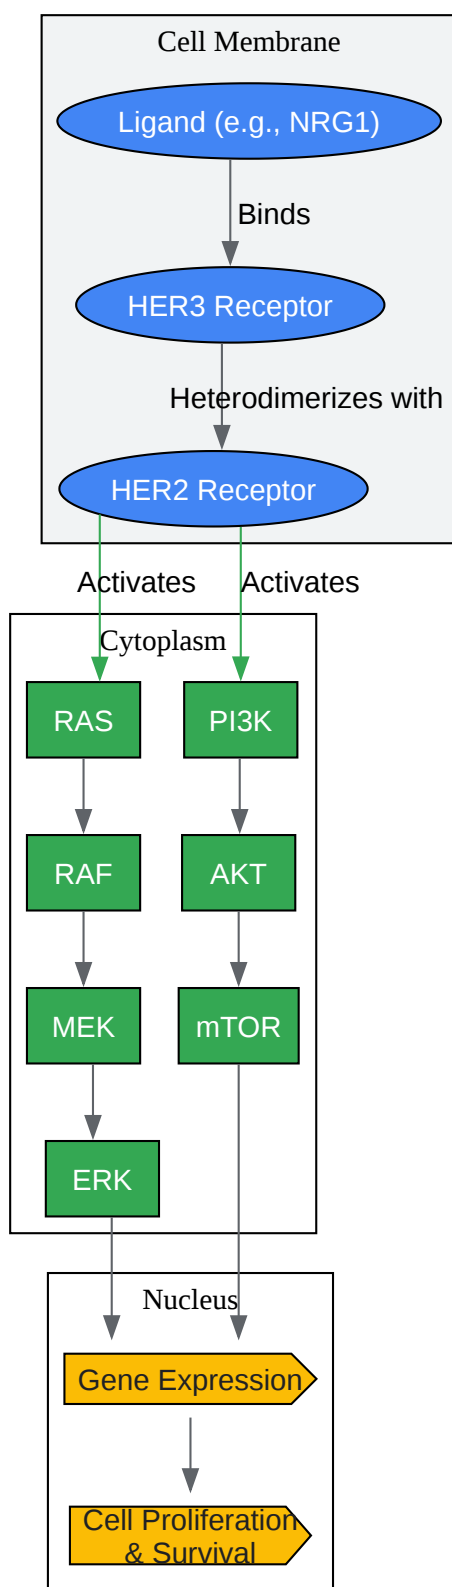 Cell Membrane
Ligand (e.g., NRG1)
Binds
HER3 Receptor
Heterodimerizes with
HER2 Receptor
Activates
Activates
Cytoplasm
RAS
PI3K
RAF
AKT
MEK
mTOR
ERK
Nucleus
Gene Expression
Cell Proliferation
& Survival